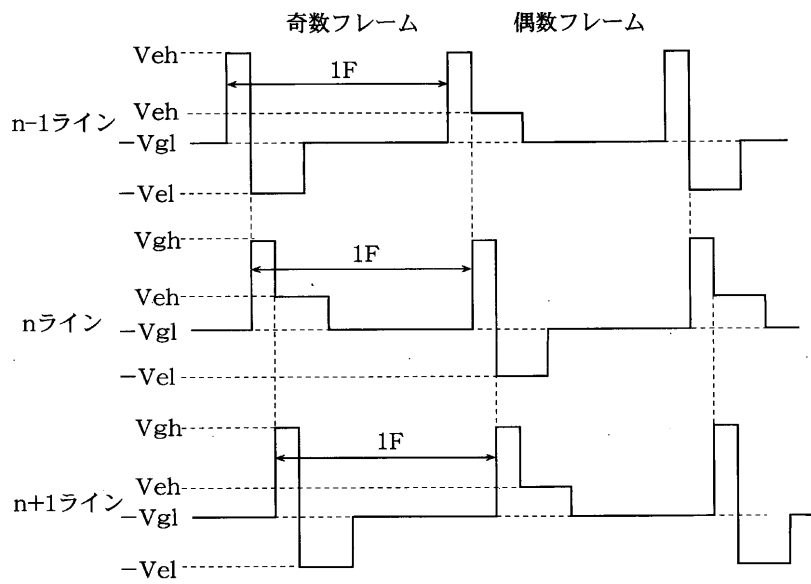 奇数フレーム 偶数フレーム
Veh
1F
Veh
n-1ライン
-Vgl
-Vel
Vgh
1F
Veh
nライン
-Vgl
-Vel
Vgh
1F
Veh
n+1ライン
-Vgl
-Vel